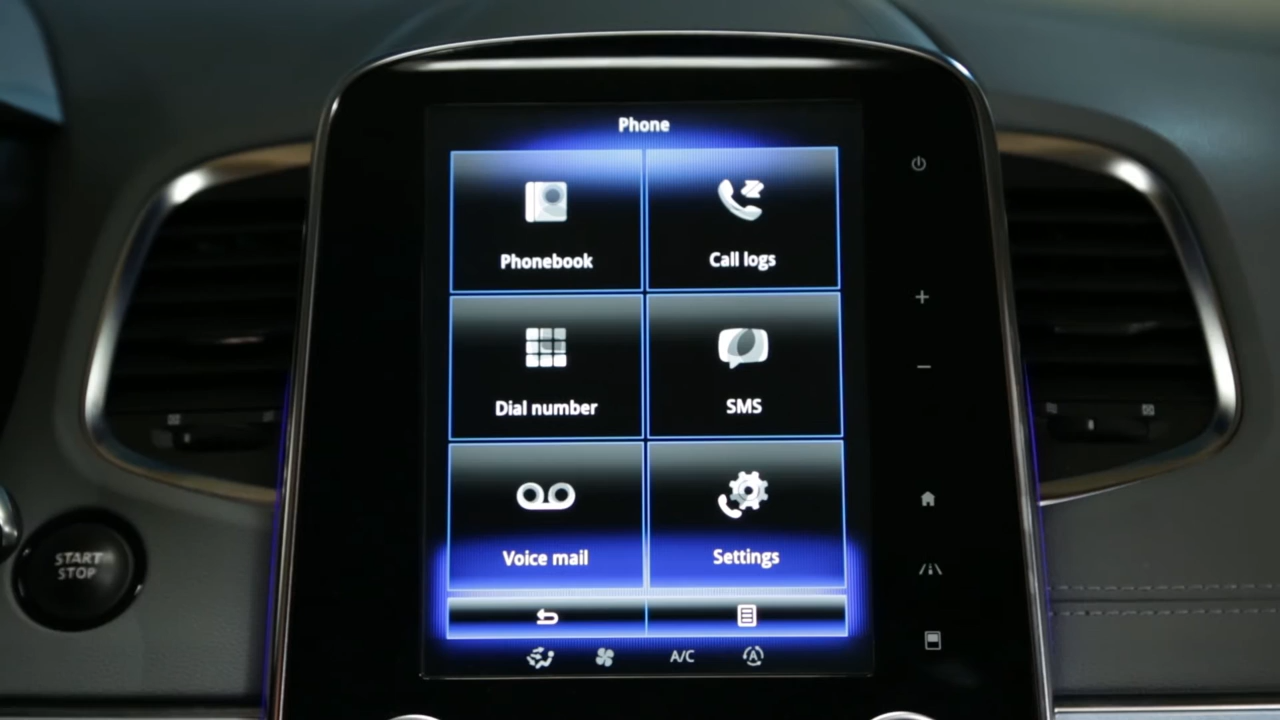 Phone
Phonebook
Call logs
Dial number
SMS
Voice mail
Settings
A/C
START
STOP